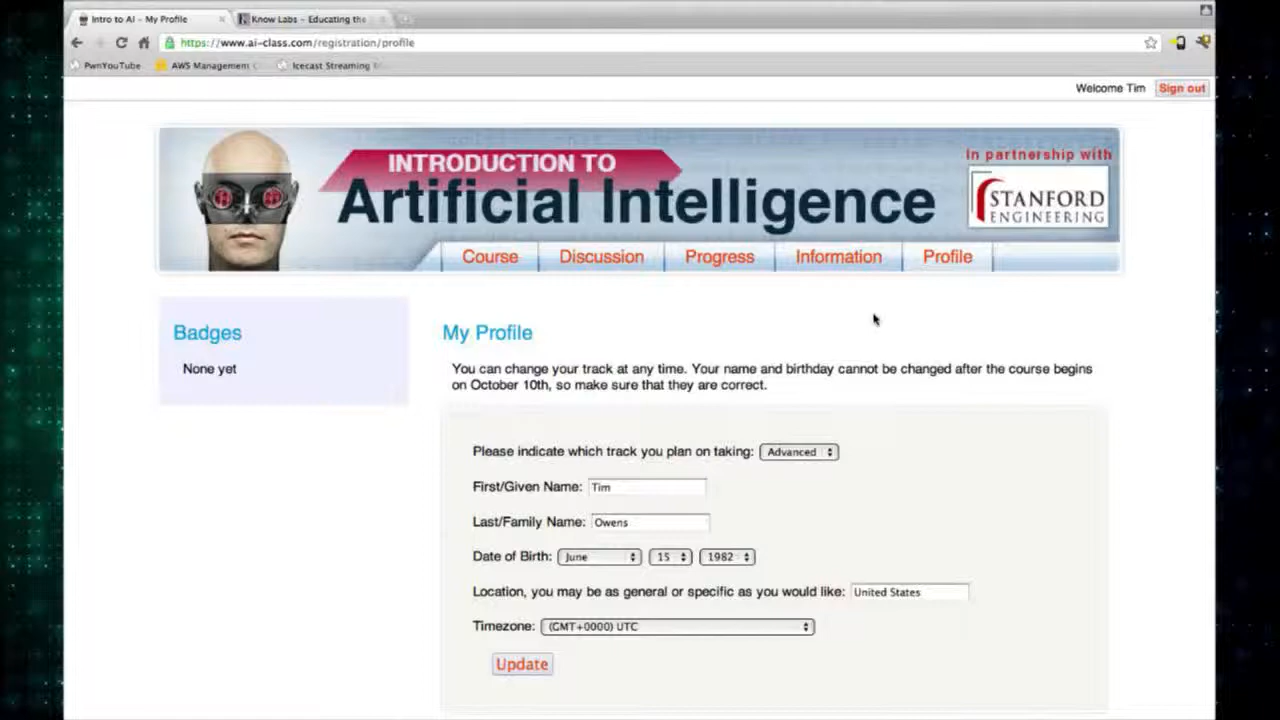 Intro to AI – My Profile
Know Labs – Educating the
https://www.ai-class.com/registration/profile
PwnYouTube
AWS Management
Icecast Streaming
Welcome Tim
Sign out
INTRODUCTION TO
Artificial Intelligence
In partnership with
STANFORD
ENGINEERING
Course
Discussion
Progress
Information
Profile
Badges
None yet
My Profile
You can change your track at any time. Your name and birthday cannot be changed after the course begins
on October 10th, so make sure that they are correct.
Please indicate which track you plan on taking: Advanced
First/Given Name: Tim
Last/Family Name: Owens
Date of Birth: June 15 1982
Location, you may be as general or specific as you would like: United States
Timezone: (GMT+0000) UTC
Update